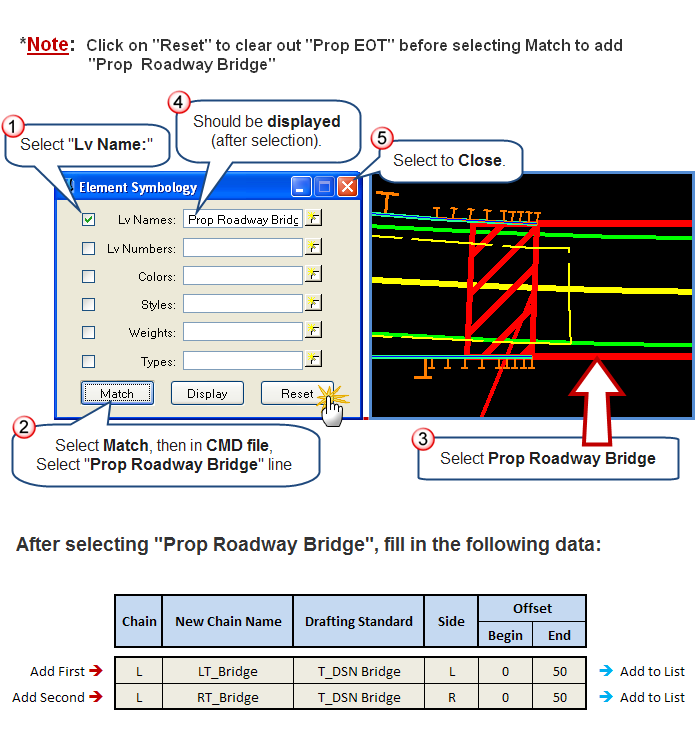 *Note: Click on "Reset" to clear out "Prop EOT" before selecting Match to add
"Prop Roadway Bridge"
4
Should be displayed
(after selection).
1
Select "Lv Name:"
5
Select to Close.
Element Symbology
Lv Names: Prop Roadway Bridg
Lv Numbers:
Colors:
Styles:
Weights:
Types:
Match Display Reset
2
Select Match, then in CMD file,
Select "Prop Roadway Bridge" line
3
Select Prop Roadway Bridge
After selecting "Prop Roadway Bridge", fill in the following data:
Chain New Chain Name Drafting Standard Side Offset
Begin End
Add First L LT_Bridge T_DSN Bridge L 0 50 Add to List
Add Second L RT_Bridge T_DSN Bridge R 0 50 Add to List